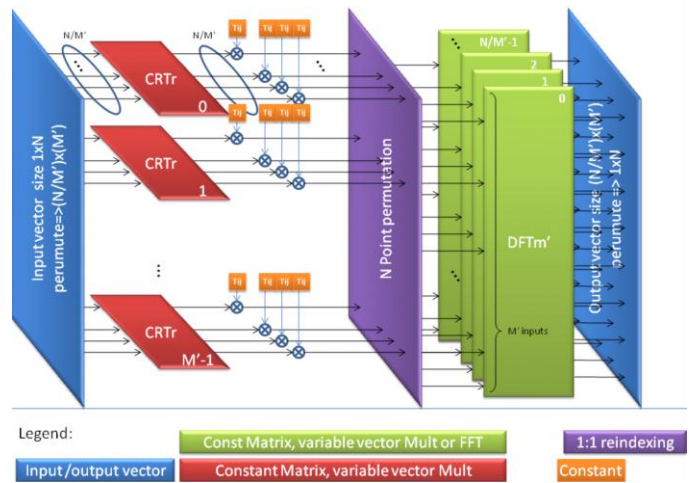 N/M'
N/M'
Tij Tij Tij Tij
N/M'-1
2
1
0
CRTr
0
Tij Tij Tij Tij
CRTr
1
Input vector size 1xN
perumute=>(N/M')x(M')
N Point permutation
DFTm'
Output vector size (N/M')x(M')
perumute => 1xN
...
Tij Tij Tij Tij
CRTr
M'-1
M' inputs
Legend:
Const Matrix, variable vector Mult or FFT
1:1 reindexing
Input/output vector
Constant Matrix, variable vector Mult
Constant